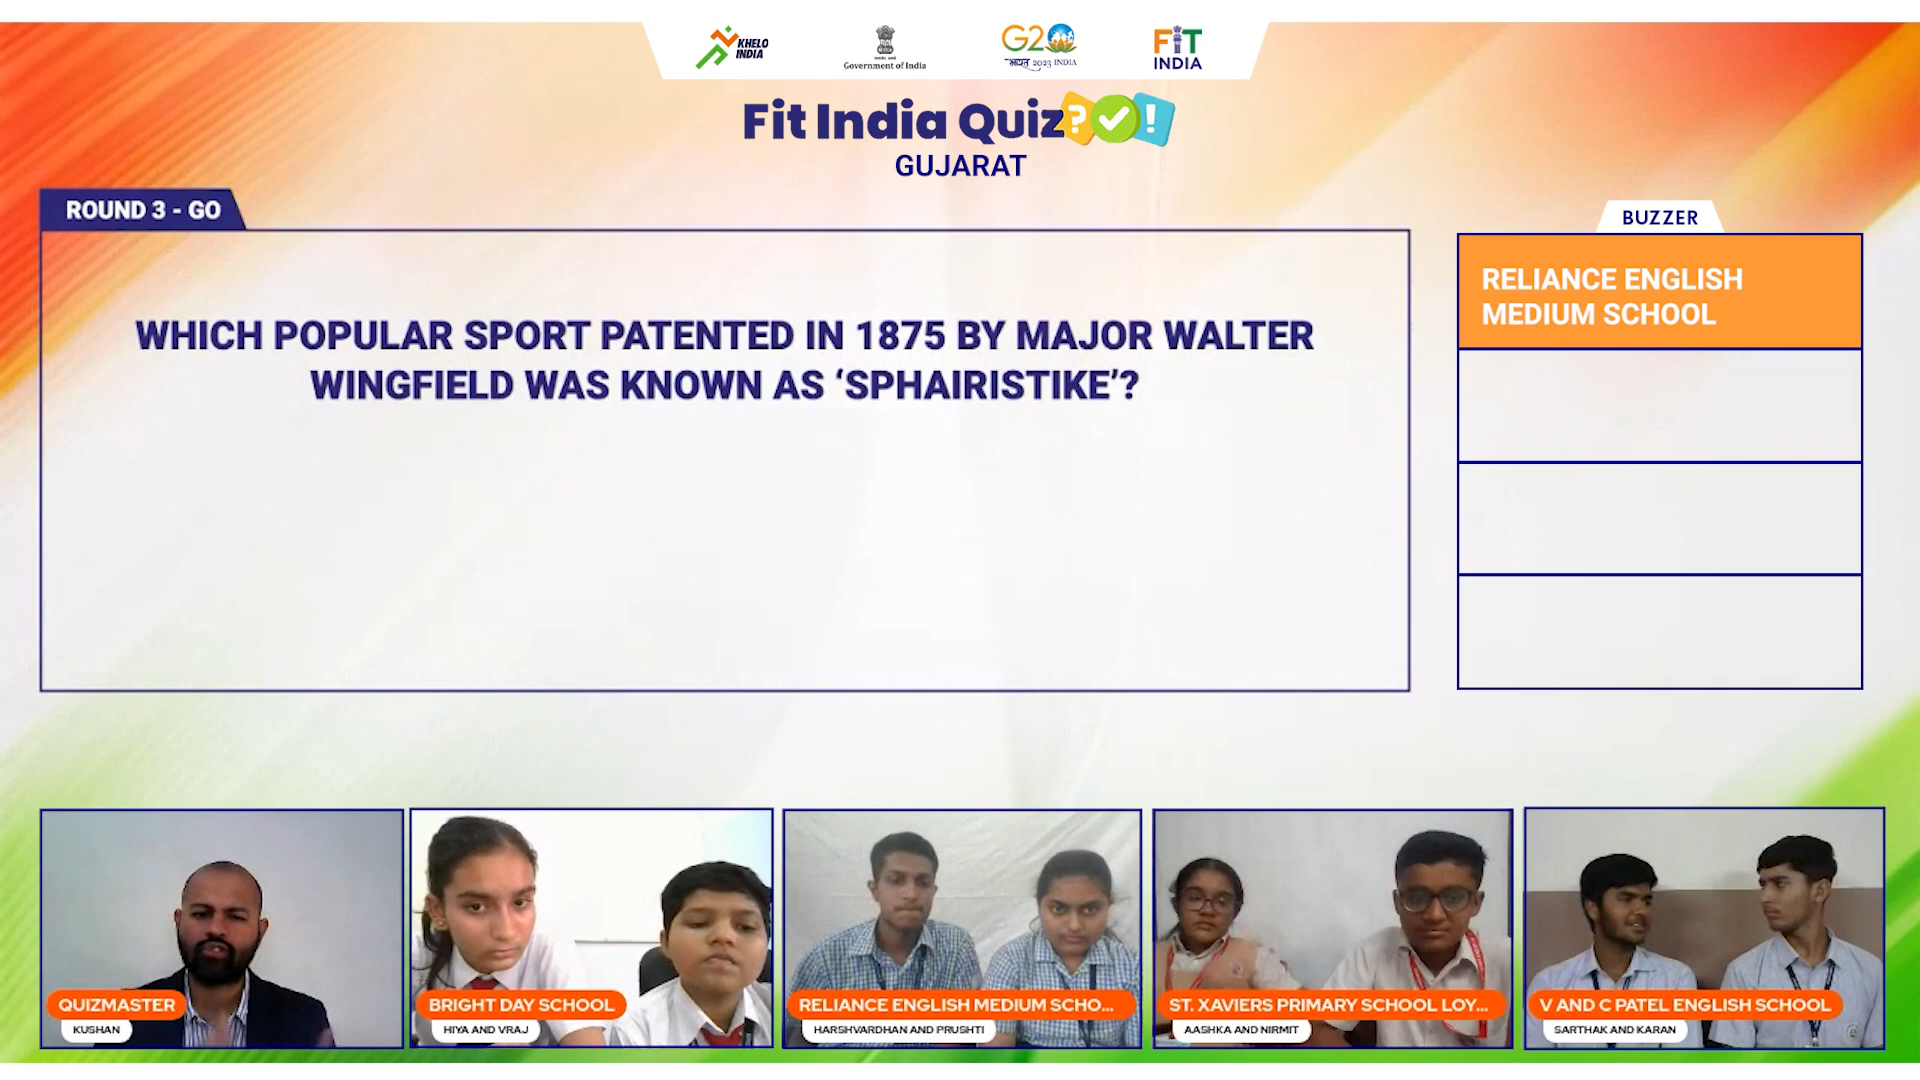 KHELO
INDIA
Government of India
G20
भारत 2023 INDIA
FIT
INDIA
Fit India Quiz?!
GUJARAT
ROUND 3 - GO
WHICH POPULAR SPORT PATENTED IN 1875 BY MAJOR WALTER
WINGFIELD WAS KNOWN AS ‘SPHAIRISTIKE’?
BUZZER
RELIANCE ENGLISH
MEDIUM SCHOOL
QUIZMASTER
KUSHAN
BRIGHT DAY SCHOOL
HIYA AND VRAJ
RELIANCE ENGLISH MEDIUM SCHO...
HARSHVARDHAN AND PRUSHTI
ST. XAVIERS PRIMARY SCHOOL LOY...
AASHKA AND NIRMIT
V AND C PATEL ENGLISH SCHOOL
SARTHAK AND KARAN